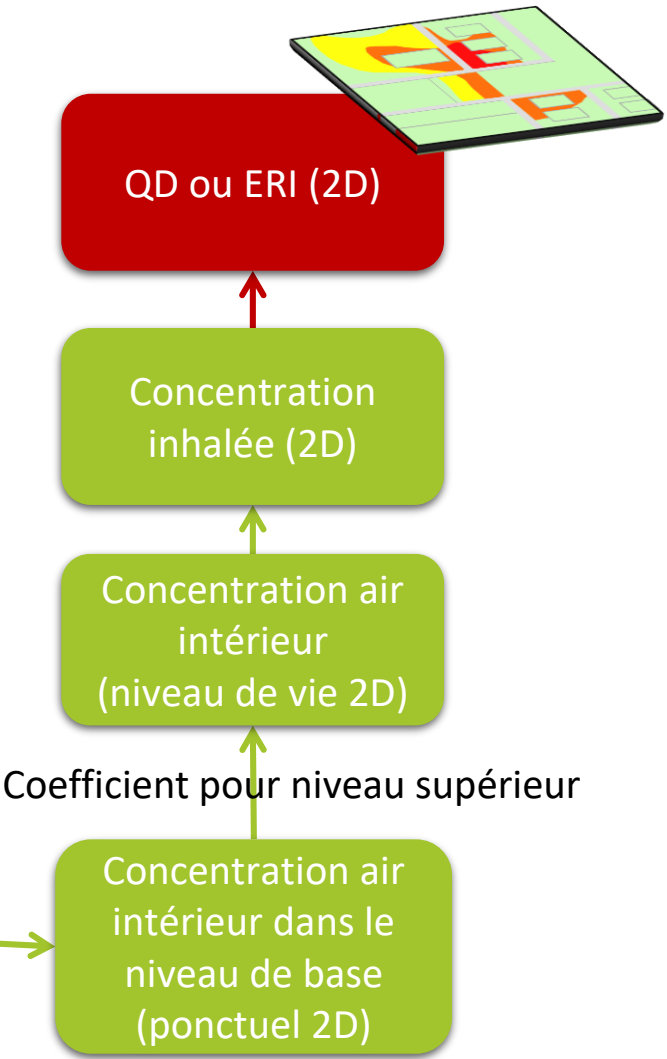 QD ou ERI (2D)
Concentration
inhalée (2D)
Concentration air
intérieur
(niveau de vie 2D)
Coefficient pour niveau supérieur
Concentration air
intérieur dans le
niveau de base
(ponctuel 2D)